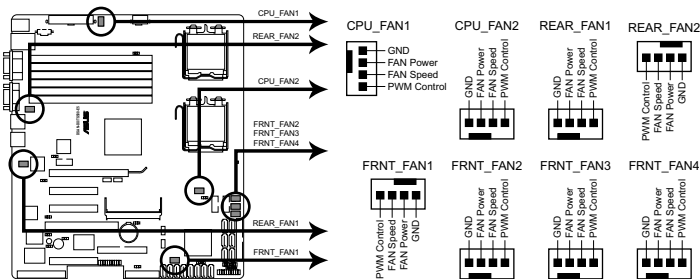 CPU_FAN1
REAR_FAN2
CPU_FAN2
FRNT_FAN2
FRNT_FAN3
FRNT_FAN4
REAR_FAN1
FRNT_FAN1
ASUS
CPU_FAN1
GND
FAN Power
FAN Speed
PWM Control
CPU_FAN2
GND
FAN Power
FAN Speed
PWM Control
REAR_FAN1
GND
FAN Power
FAN Speed
PWM Control
REAR_FAN2
PWM Control
FAN Speed
FAN Power
GND
FRNT_FAN1
PWM Control
FAN Speed
FAN Power
GND
FRNT_FAN2
GND
FAN Power
FAN Speed
PWM Control
FRNT_FAN3
GND
FAN Power
FAN Speed
PWM Control
FRNT_FAN4
GND
FAN Power
FAN Speed
PWM Control